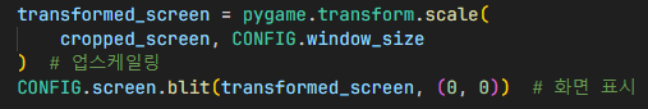 transformed_screen = pygame.transform.scale(
    cropped_screen, CONFIG.window_size
)  # 업스케일링
CONFIG.screen.blit(transformed_screen, (0, 0))  # 화면 표시